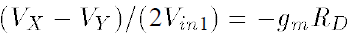 (V_X − V_Y)/(2V_{in1}) = −g_m R_D